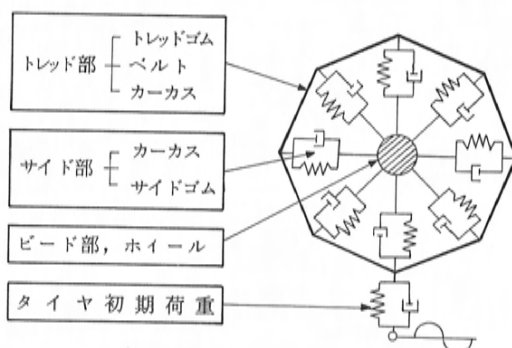 トレッドゴム
トレッド部
ベルト
カーカス
カーカス
サイド部
サイドゴム
ビード部，ホイール
タイヤ初期荷重